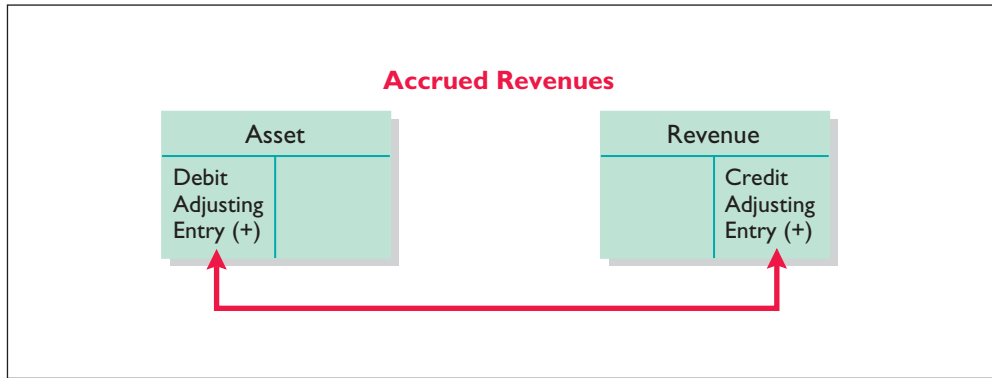 Accrued Revenues
Asset
Debit
Adjusting
Entry (+)
Revenue
Credit
Adjusting
Entry (+)